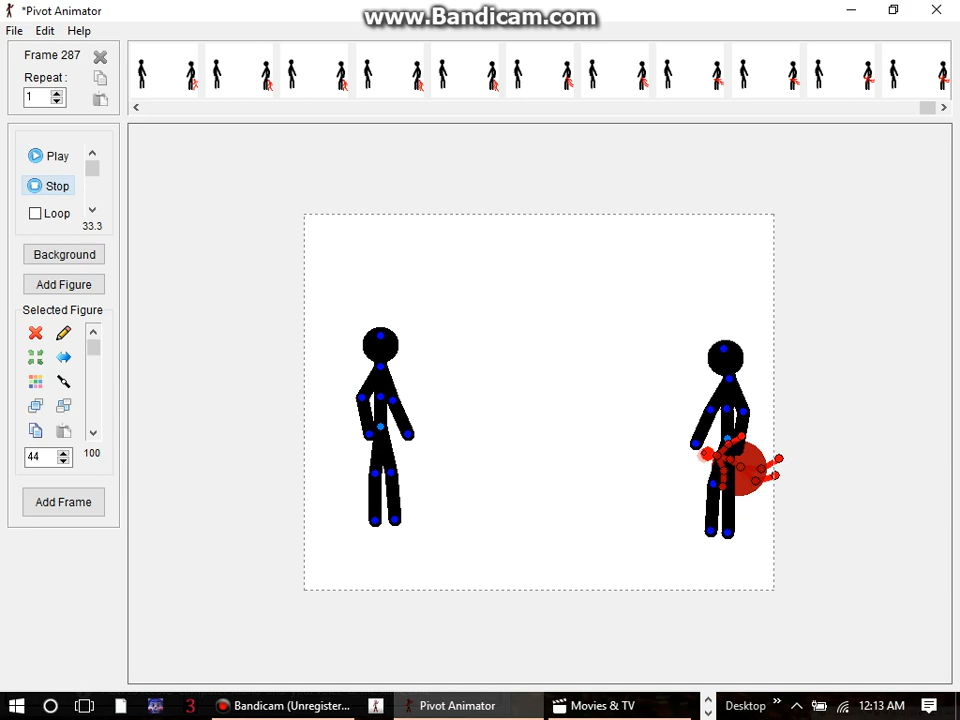 *Pivot Animator
www.Bandicam.com
File Edit Help
Frame 287
Repeat :
1
Play
Stop
Loop
33.3
Background
Add Figure
Selected Figure
44
100
Add Frame
3
Bandicam (Unregister...
Pivot Animator
Movies & TV
Desktop
12:13 AM